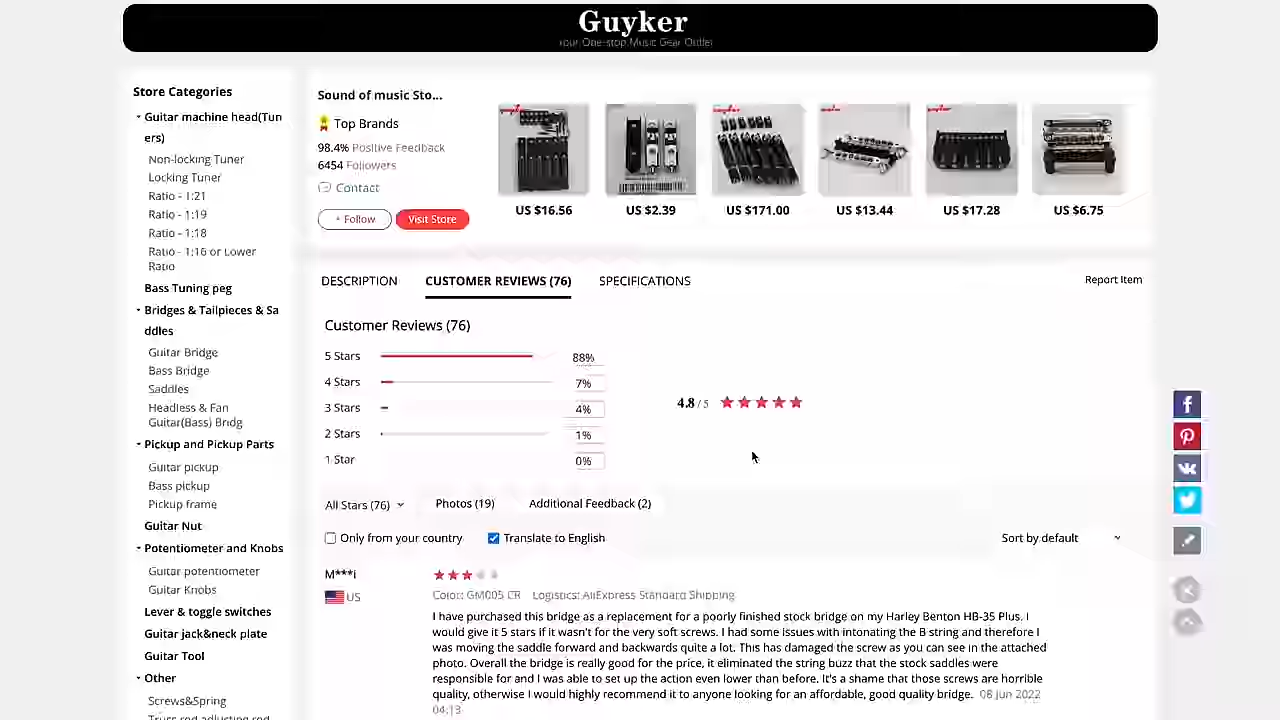 Guyker
Your One-stop Music Gear Outlet
Store Categories
Guitar machine head(Tun
ers)
Non-locking Tuner
Locking Tuner
Ratio - 1:21
Ratio - 1:19
Ratio - 1:18
Ratio - 1:16 or Lower
Ratio
Bass Tuning peg
Bridges & Tailpieces & Sa
ddles
Guitar Bridge
Bass Bridge
Saddles
Headless & Fan
Guitar(Bass) Bridg
Pickup and Pickup Parts
Guitar pickup
Bass pickup
Pickup frame
Guitar Nut
Potentiometer and Knobs
Guitar potentiometer
Guitar Knobs
Lever & toggle switches
Guitar jack&neck plate
Guitar Tool
Other
Screws&Spring
Truss rod adjusting rod
Sound of music Sto...
Top Brands
98.4% Positive Feedback
6454 Followers
Contact
+ Follow
Visit Store
US $16.56
US $2.39
US $171.00
US $13.44
US $17.28
US $6.75
DESCRIPTION
CUSTOMER REVIEWS (76)
SPECIFICATIONS
Report Item
Customer Reviews (76)
5 Stars 88%
4 Stars 7%
3 Stars 4%
2 Stars 1%
1 Star 0%
4.8 / 5
All Stars (76)
Photos (19)
Additional Feedback (2)
Only from your country
Translate to English
Sort by default
M***i
US
Color: GM005 CR Logistics: AliExpress Standard Shipping
I have purchased this bridge as a replacement for a poorly finished stock bridge on my Harley Benton HB-35 Plus. I
would give it 5 stars if it wasn't for the very soft screws. I had some issues with intonating the B string and therefore I
was moving the saddle forward and backwards quite a lot. This has damaged the screw as you can see in the attached
photo. Overall the bridge is really good for the price, it eliminated the string buzz that the stock saddles were
responsible for and I was able to set up the action even lower than before. It's a shame that those screws are horrible
quality, otherwise I would highly recommend it to anyone looking for an affordable, good quality bridge. 08 Jun 2022
04:13